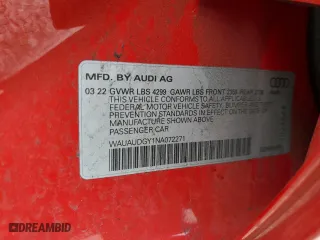 MFD. BY AUDI AG
03.22 GVWR LBS 4299 GAWR LBS FRONT REAR
THIS VEHICLE CONFORMS TO ALL APPLICABLE
FEDERAL MOTOR VEHICLE SAFETY, BUMPER, AND THEFT
PREVENTION STANDARDS IN EFFECT ON THE DATE OF
MANUFACTURE SHOWN ABOVE
PASSENGER CAR
WAUAUDGY1NA072271
Audi
DREAMBID